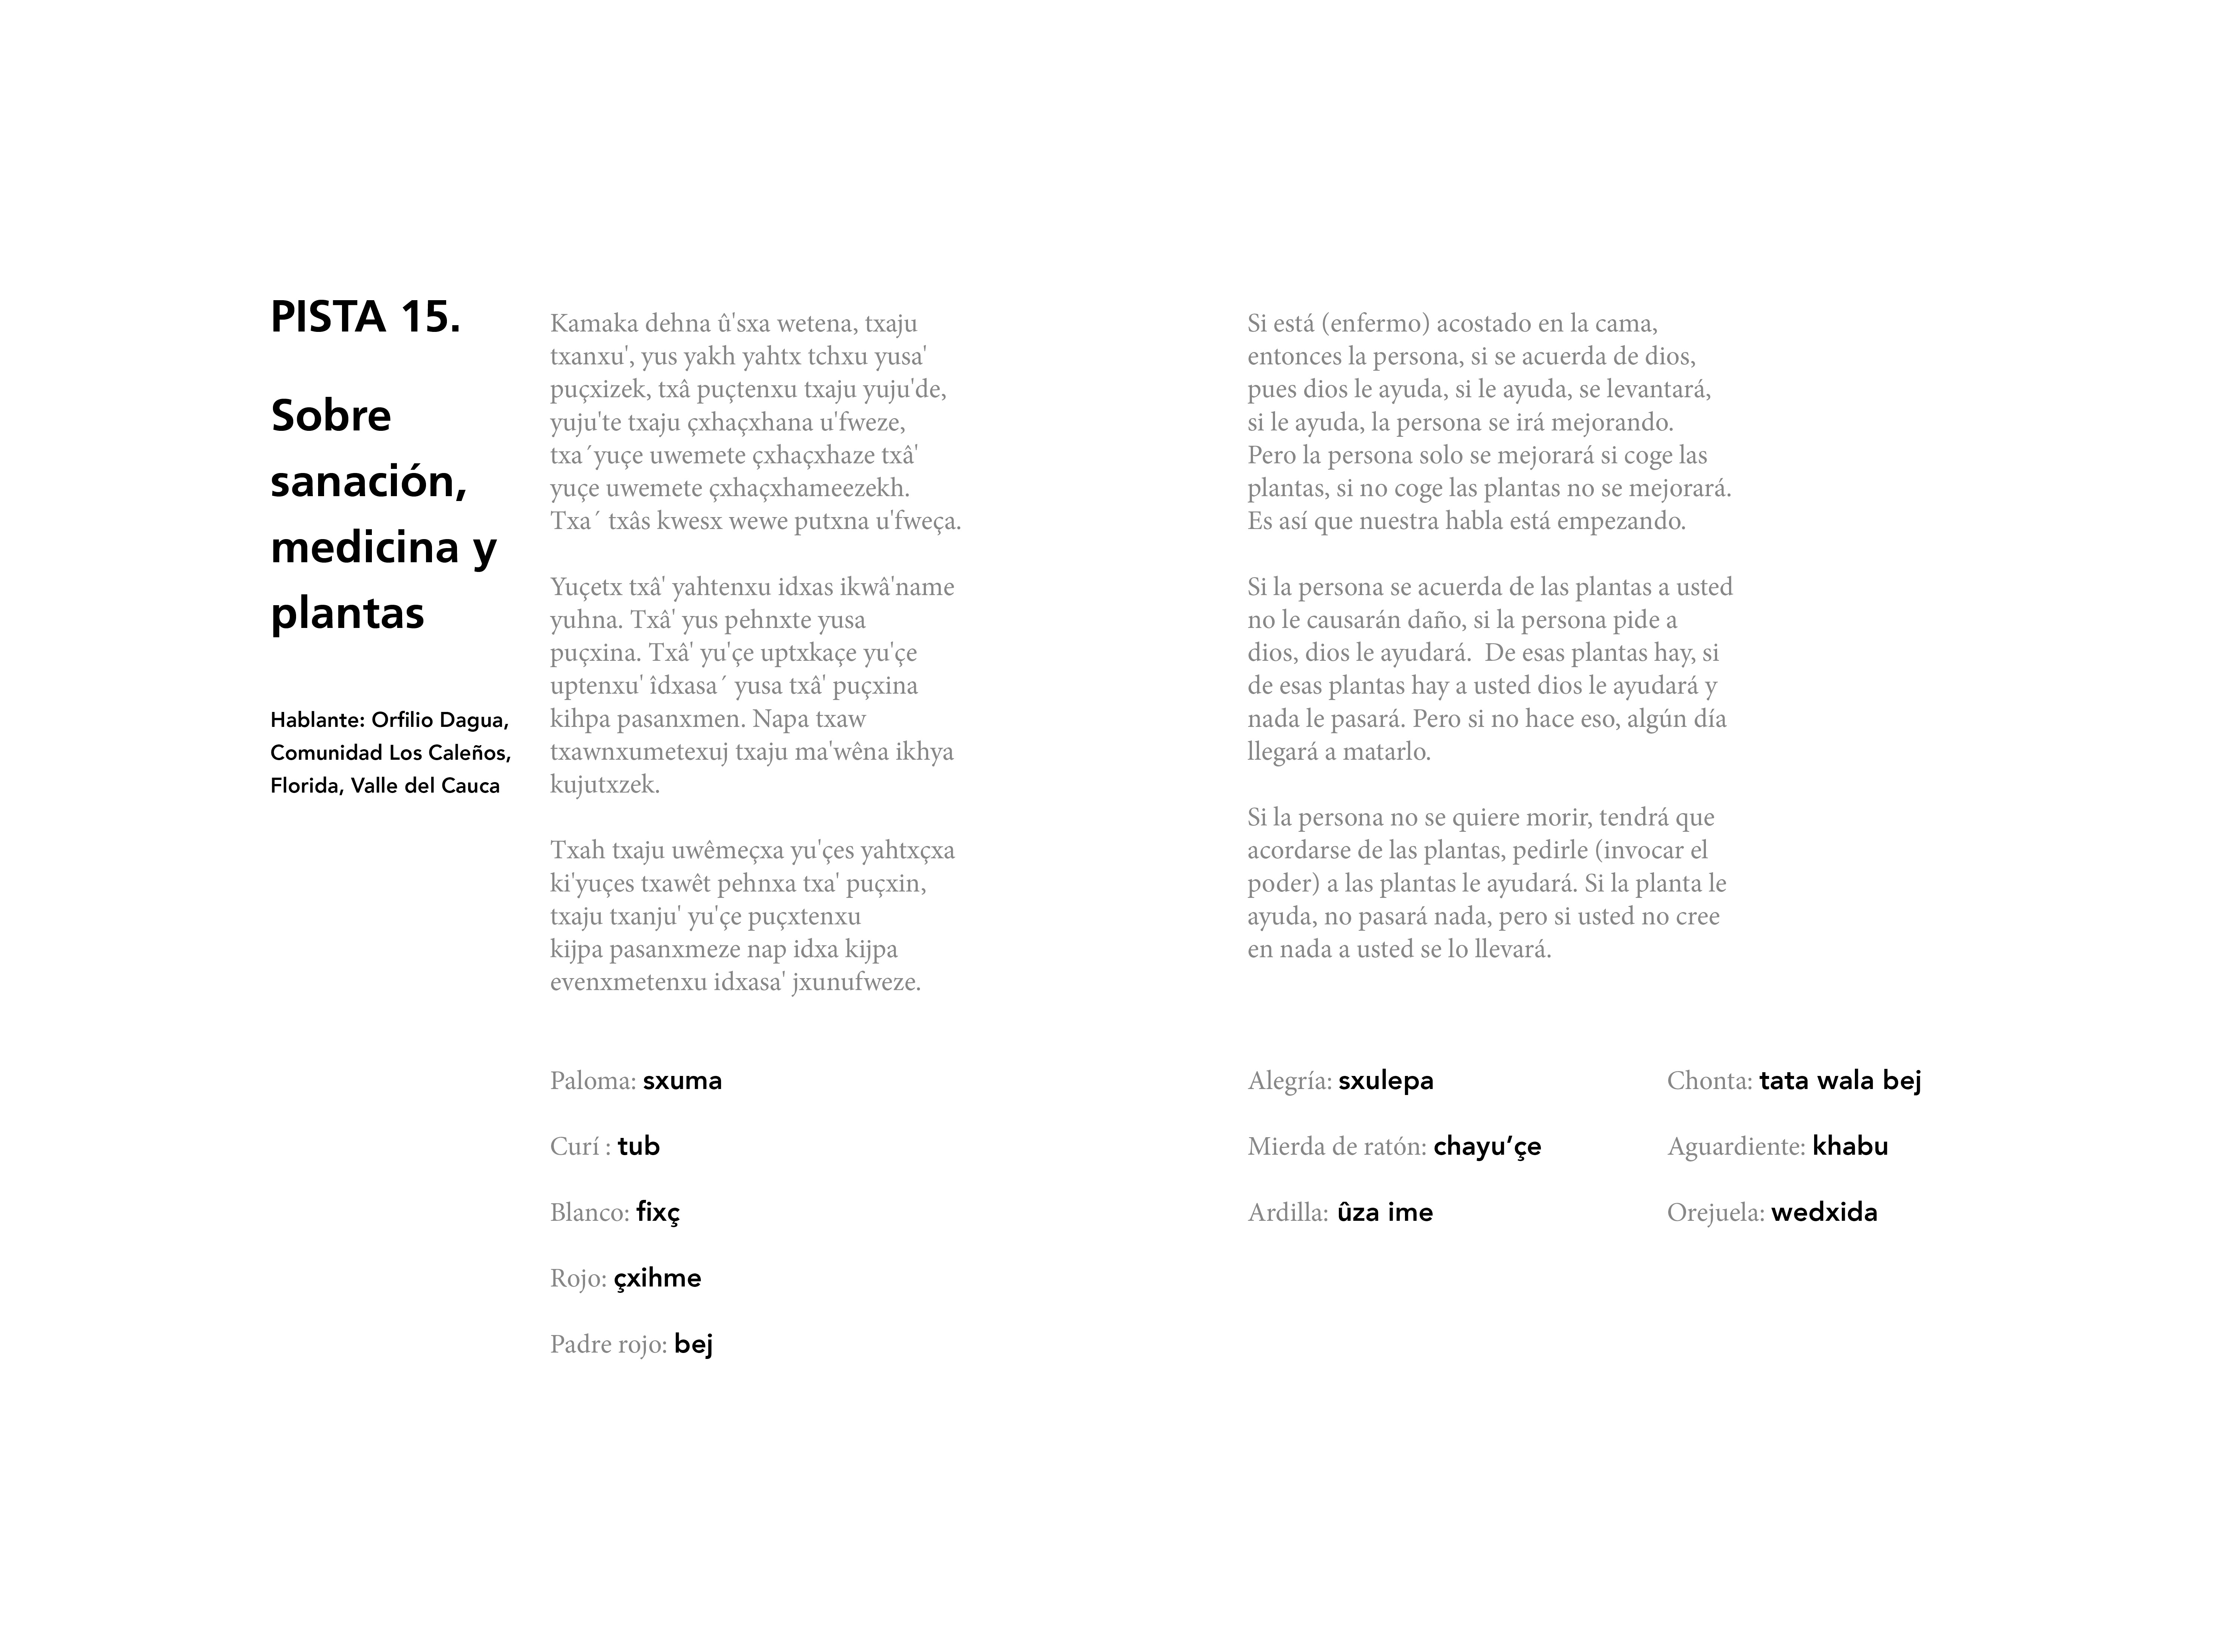 PISTA 15.
Sobre
sanación,
medicina y
plantas
Hablante: Orfilio Dagua,
Comunidad Los Caleños,
Florida, Valle del Cauca
Kamaka dehna û'sxa wetena, txaju
txanxu', yus yakh yahtx tchxu yusa'
puçxizek, txâ puçtenxu txaju yuju'de,
yuju'te txaju çxhaçxhana u'fweze,
txa´yuçe uwemete çxhaçxhaze txâ'
yuçe uwemete çxhaçxhameezekh.
Txa´ txâs kwesx wewe putxna u'fweça.
Yuçetx txâ' yahtenxu idxas ikwâ'name
yuhna. Txâ' yus pehnxte yusa
puçxina. Txâ' yu'çe uptxkaçe yu'çe
uptenxu' îdxasa´ yusa txâ' puçxina
kihpa pasanxmen. Napa txaw
txawnxumetexuj txaju ma'wêna ikhya
kujutxzek.
Txah txaju uwêmeçxa yu'çes yahtxçxa
ki'yuçes txawêt pehnxa txa' puçxin,
txaju txanju' yu'çe puçxtenxu
kijpa pasanxmeze nap idxa kijpa
evenxmetenxu idxasa' jxunufweze.
Si está (enfermo) acostado en la cama,
entonces la persona, si se acuerda de dios,
pues dios le ayuda, si le ayuda, se levantará,
si le ayuda, la persona se irá mejorando.
Pero la persona solo se mejorará si coge las
plantas, si no coge las plantas no se mejorará.
Es así que nuestra habla está empezando.
Si la persona se acuerda de las plantas a usted
no le causarán daño, si la persona pide a
dios, dios le ayudará.  De esas plantas hay, si
de esas plantas hay a usted dios le ayudará y
nada le pasará. Pero si no hace eso, algún día
llegará a matarlo.
Si la persona no se quiere morir, tendrá que
acordarse de las plantas, pedirle (invocar el
poder) a las plantas le ayudará. Si la planta le
ayuda, no pasará nada, pero si usted no cree
en nada a usted se lo llevará.
Paloma: sxuma
Curí : tub
Blanco: fixç
Rojo: çxihme
Padre rojo: bej
Alegría: sxulepa
Mierda de ratón: chayu’çe
Ardilla: ûza ime
Chonta: tata wala bej
Aguardiente: khabu
Orejuela: wedxida